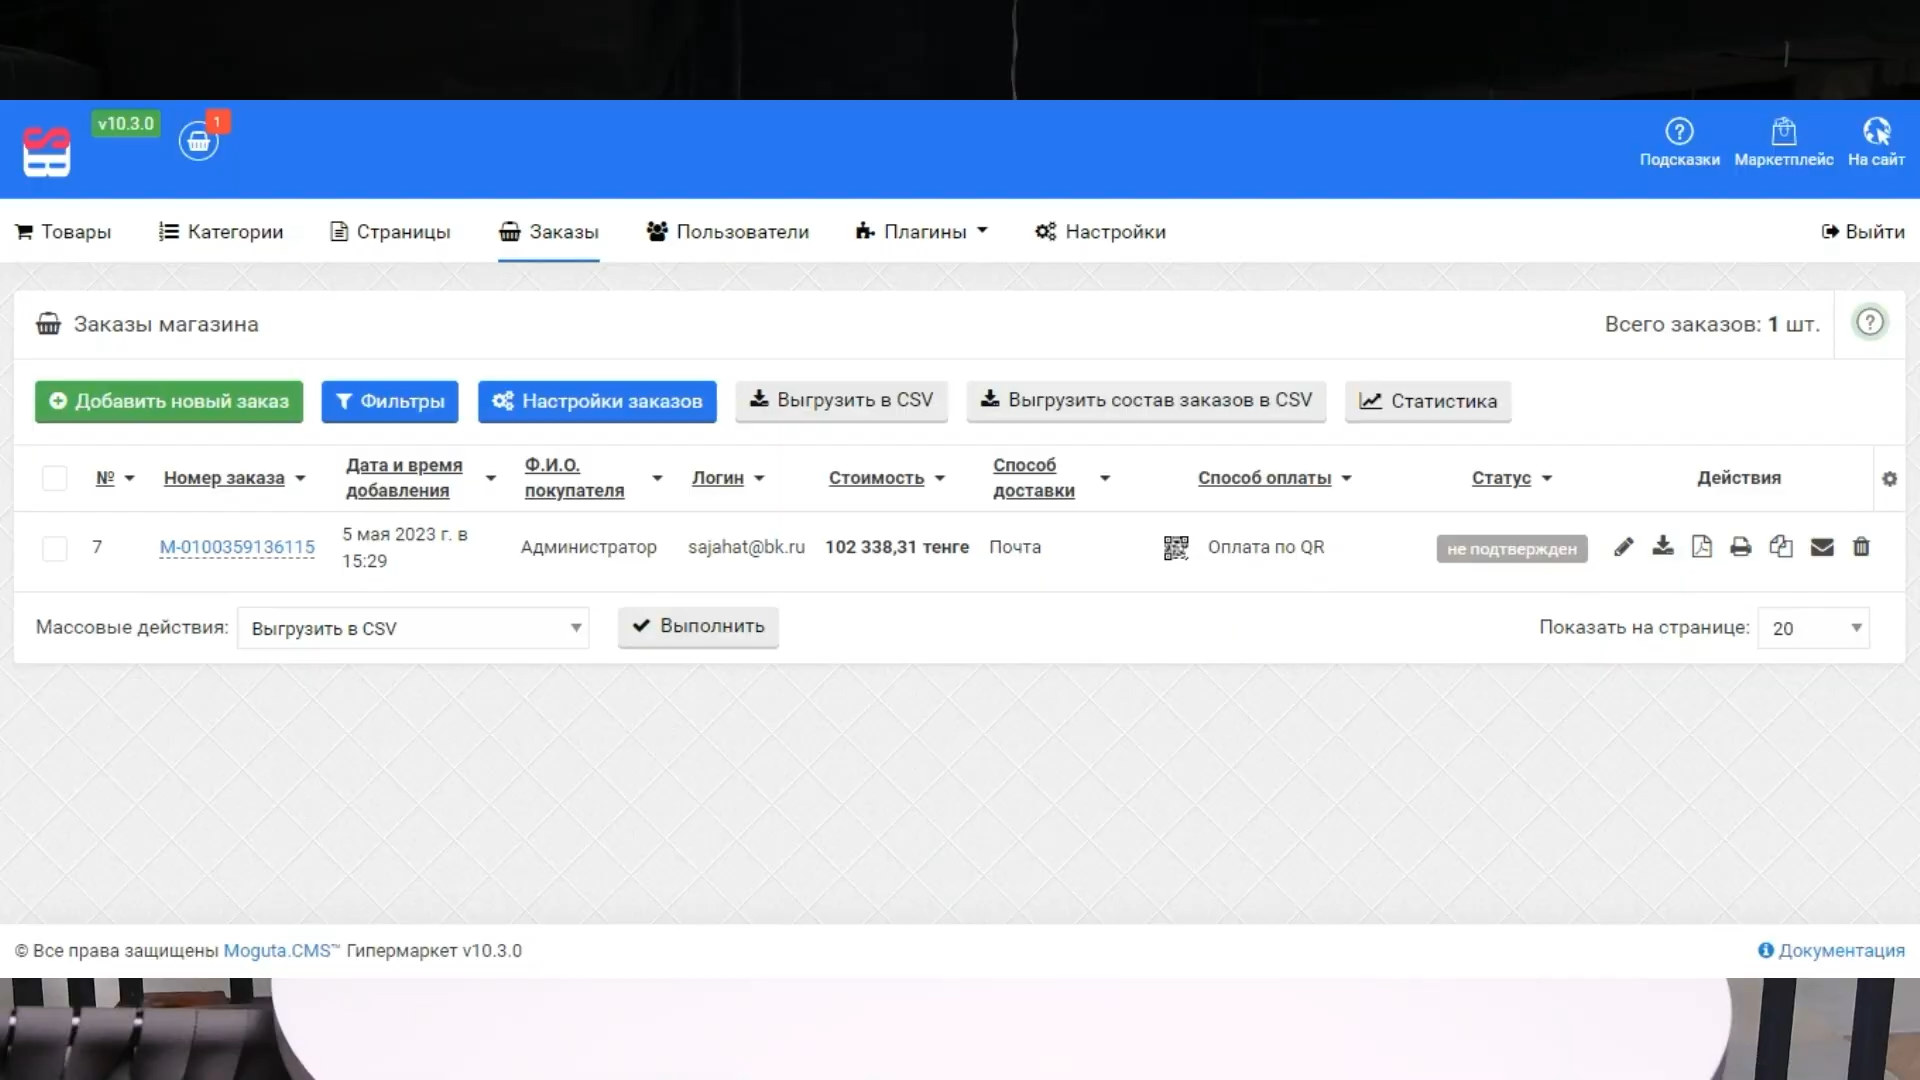 v10.3.0
1
Подсказки
Маркетплейс
На сайт
Товары
Категории
Страницы
Заказы
Пользователи
Плагины
Настройки
Выйти
Заказы магазина
Всего заказов: 1 шт.
Добавить новый заказ
Фильтры
Настройки заказов
Выгрузить в CSV
Выгрузить состав заказов в CSV
Статистика
№
Номер заказа
Дата и время
добавления
Ф.И.О.
покупателя
Логин
Стоимость
Способ
доставки
Способ оплаты
Статус
Действия
7
M-0100359136115
5 мая 2023 г. в
15:29
Администратор
sajahat@bk.ru
102 338,31 тенге
Почта
Оплата по QR
не подтвержден
Массовые действия:
Выгрузить в CSV
Выполнить
Показать на странице:
20
© Все права защищены Moguta.CMS™ Гипермаркет v10.3.0
Документация